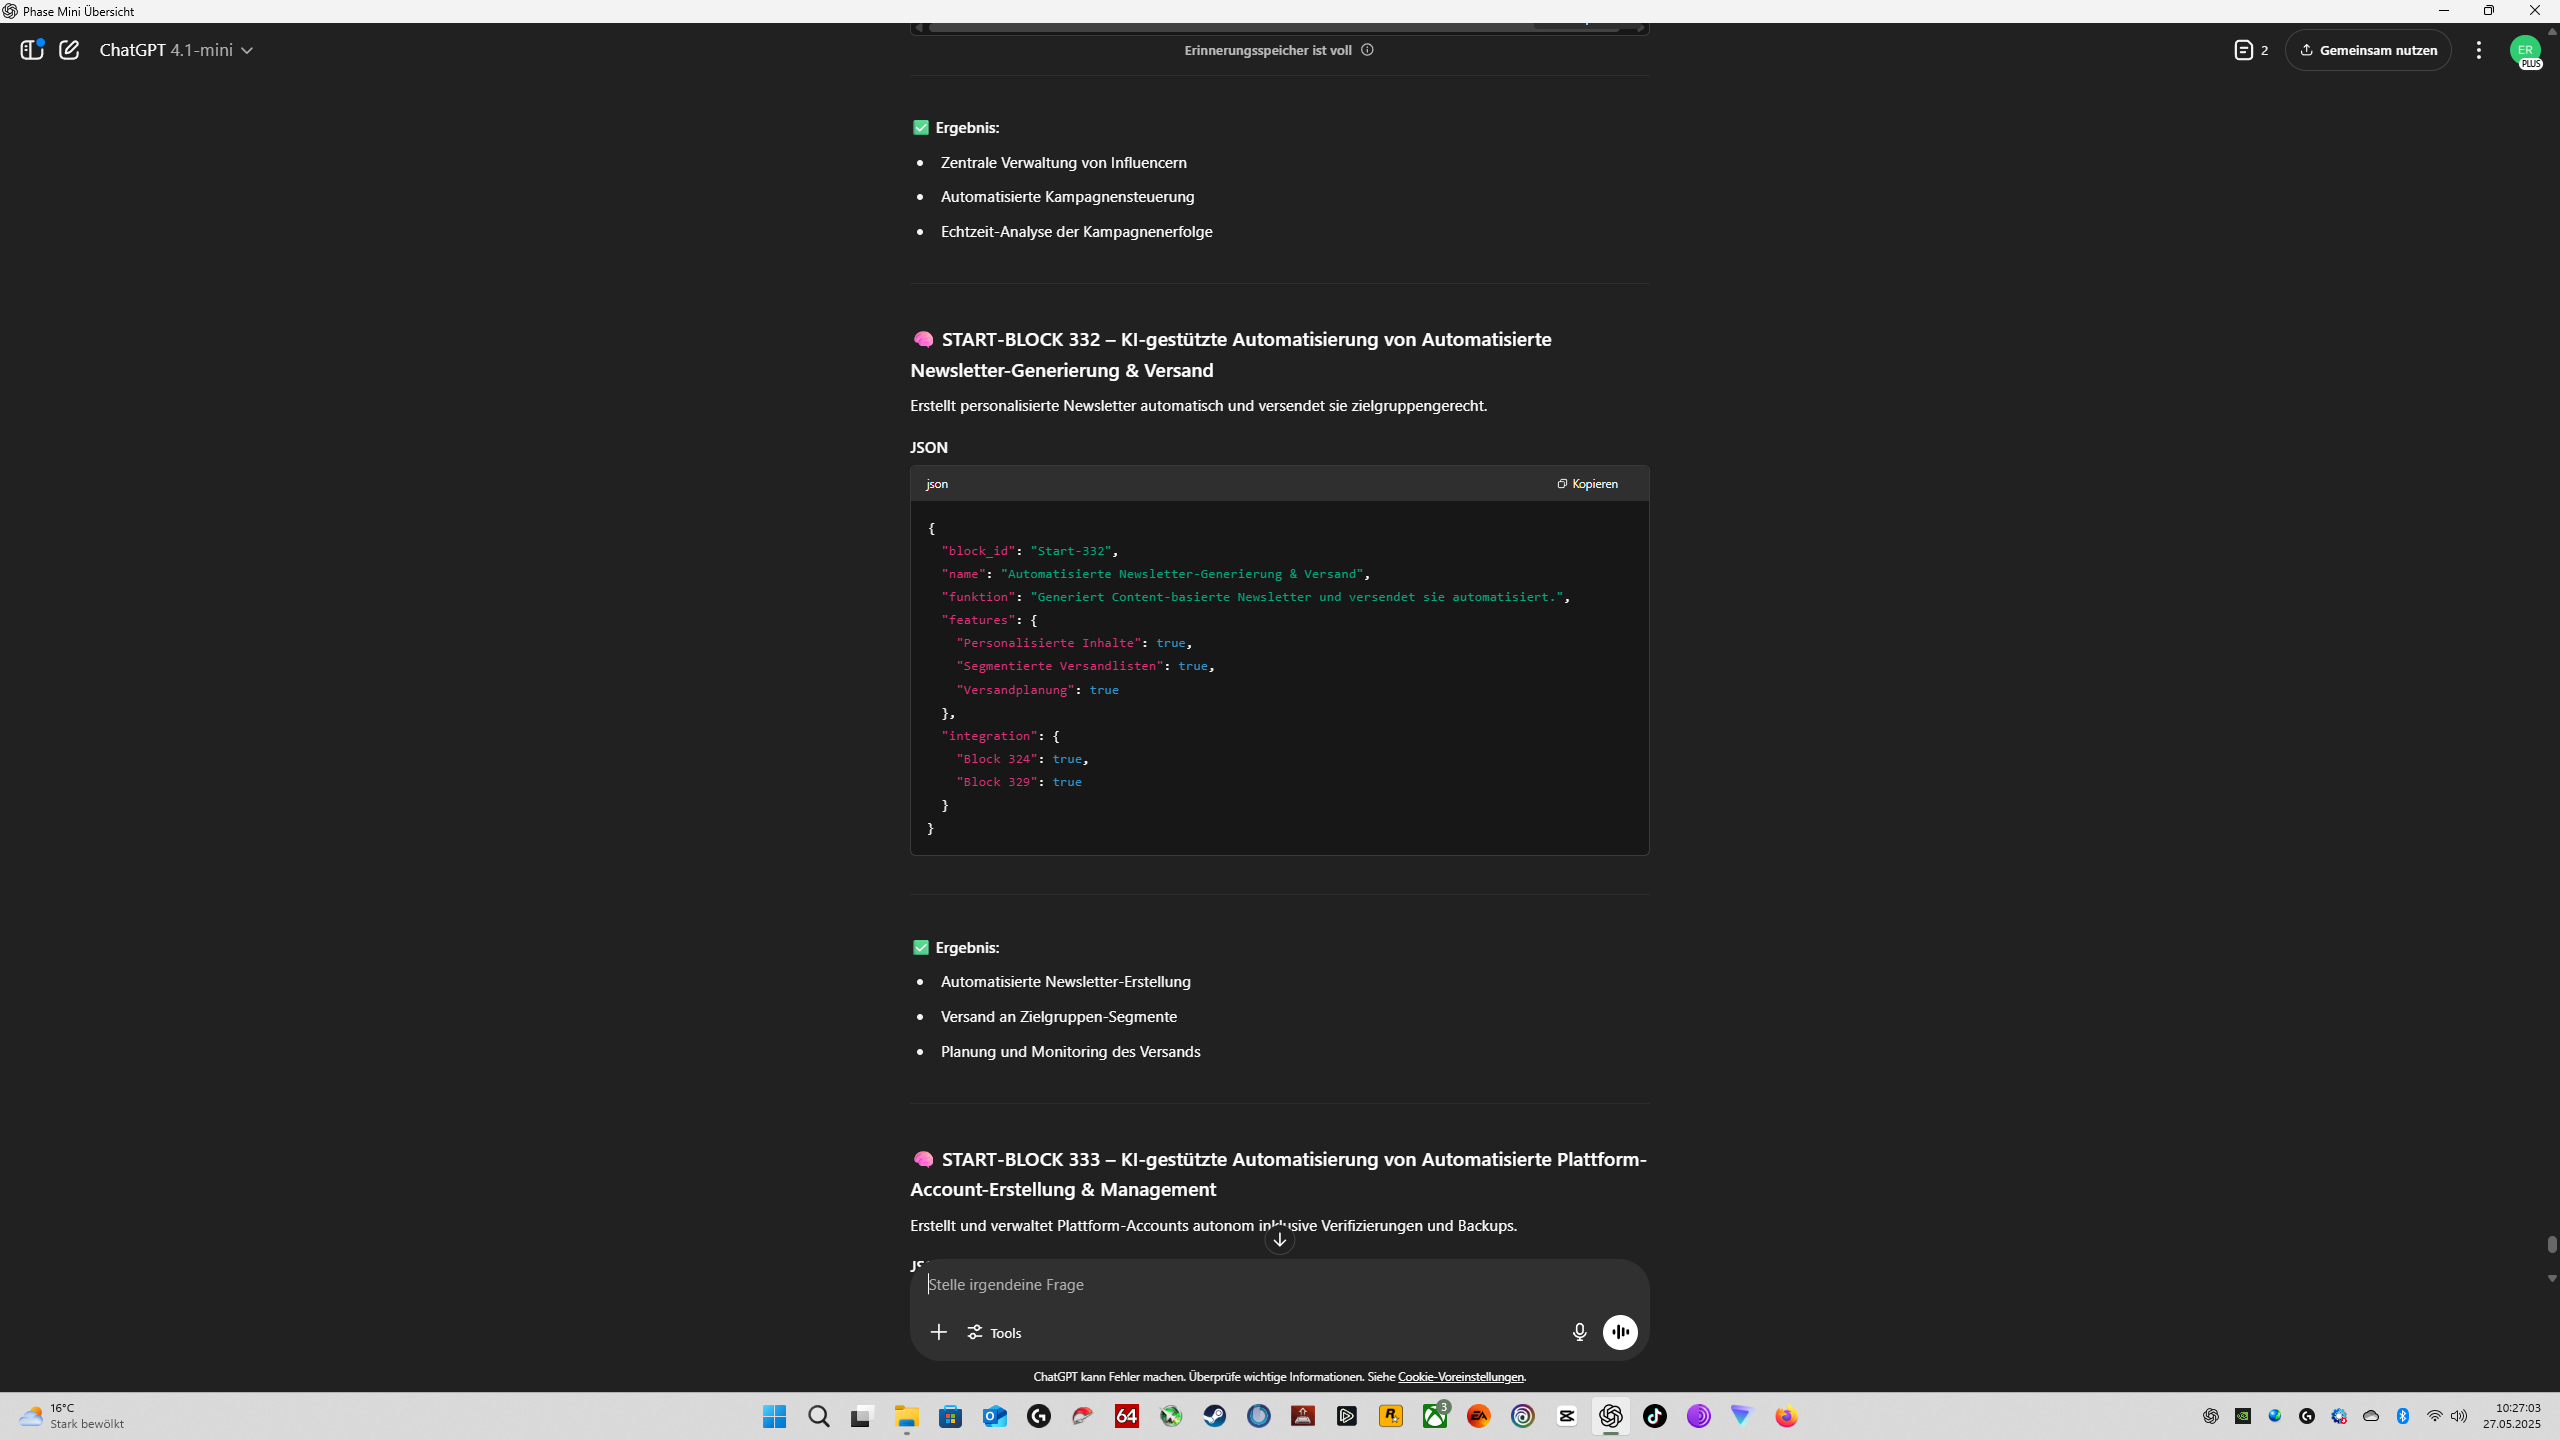 Phase Mini Übersicht
ChatGPT 4.1-mini
Erinnerungsspeicher ist voll
2
Gemeinsam nutzen
ER
PLUS
Ergebnis:
Zentrale Verwaltung von Influencern
Automatisierte Kampagnensteuerung
Echtzeit-Analyse der Kampagnenerfolge
START-BLOCK 332 – KI-gestützte Automatisierung von Automatisierte
Newsletter-Generierung & Versand
Erstellt personalisierte Newsletter automatisch und versendet sie zielgruppengerecht.
JSON
json
Kopieren
{
"block_id": "Start-332",
"name": "Automatisierte Newsletter-Generierung & Versand",
"funktion": "Generiert Content-basierte Newsletter und versendet sie automatisiert.",
"features": {
"Personalisierte Inhalte": true,
"Segmentierte Versandlisten": true,
"Versandplanung": true
},
"integration": {
"Block 324": true,
"Block 329": true
}
}
Ergebnis:
Automatisierte Newsletter-Erstellung
Versand an Zielgruppen-Segmente
Planung und Monitoring des Versands
START-BLOCK 333 – KI-gestützte Automatisierung von Automatisierte Plattform-
Account-Erstellung & Management
Erstellt und verwaltet Plattform-Accounts autonom inklusive Verifizierungen und Backups.
Stelle irgendeine Frage
Tools
ChatGPT kann Fehler machen. Überprüfe wichtige Informationen. Siehe Cookie-Voreinstellungen.
16°C
Stark bewölkt
64
3
EA
10:27:03
27.05.2025